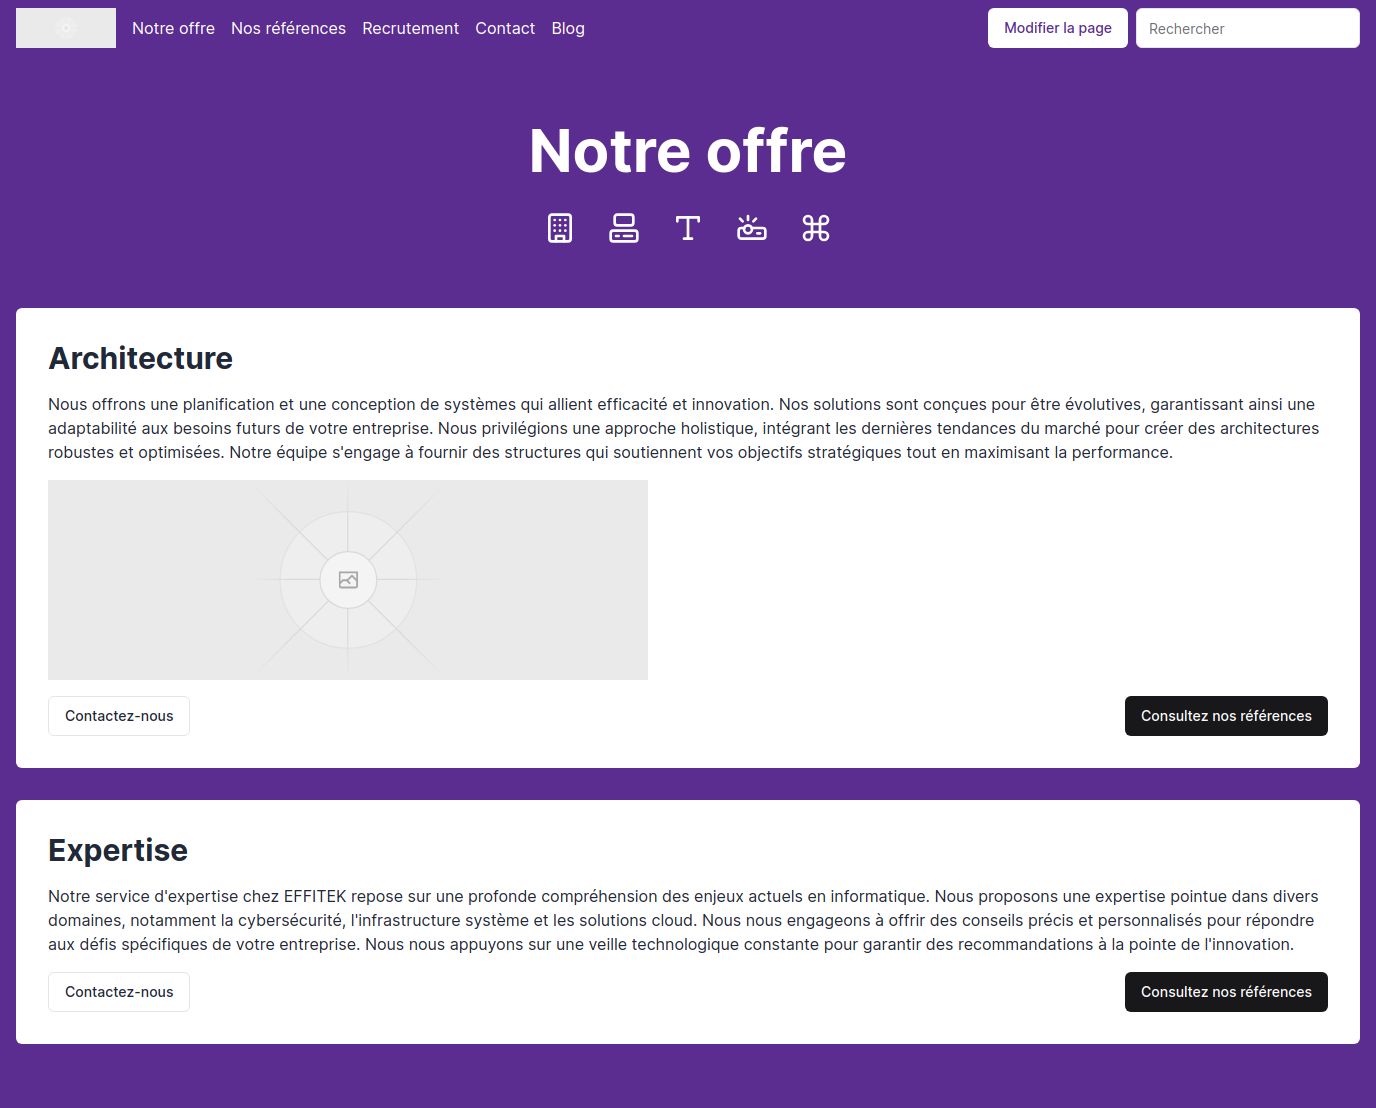 Notre offre
Nos références
Recrutement
Contact
Blog
Modifier la page
Rechercher
Notre offre
Architecture
Nous offrons une planification et une conception de systèmes qui allient efficacité et innovation. Nos solutions sont conçues pour être évolutives, garantissant ainsi une
adaptabilité aux besoins futurs de votre entreprise. Nous privilégions une approche holistique, intégrant les dernières tendances du marché pour créer des architectures
robustes et optimisées. Notre équipe s'engage à fournir des structures qui soutiennent vos objectifs stratégiques tout en maximisant la performance.
Contactez-nous
Consultez nos références
Expertise
Notre service d'expertise chez EFFITEK repose sur une profonde compréhension des enjeux actuels en informatique. Nous proposons une expertise pointue dans divers
domaines, notamment la cybersécurité, l'infrastructure système et les solutions cloud. Nous nous engageons à offrir des conseils précis et personnalisés pour répondre
aux défis spécifiques de votre entreprise. Nous nous appuyons sur une veille technologique constante pour garantir des recommandations à la pointe de l'innovation.
Contactez-nous
Consultez nos références